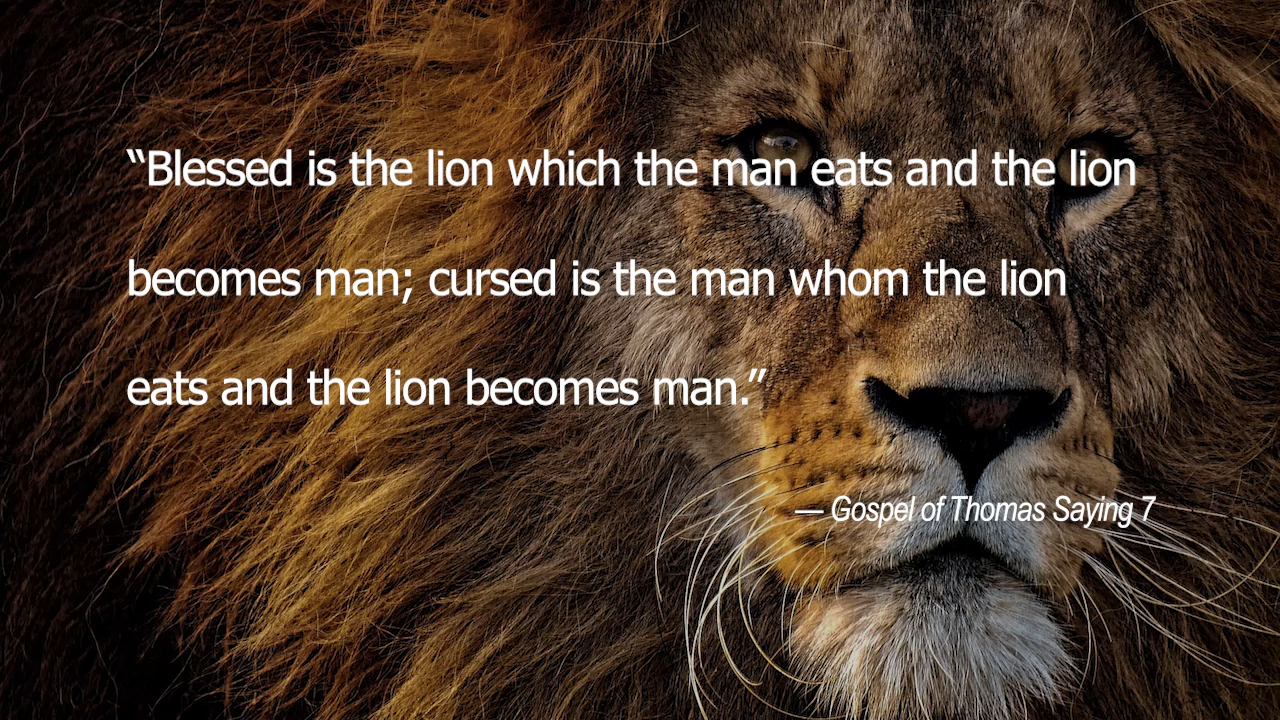 “Blessed is the lion which the man eats and the lion
becomes man; cursed is the man whom the lion
eats and the lion becomes man.”
— Gospel of Thomas Saying 7